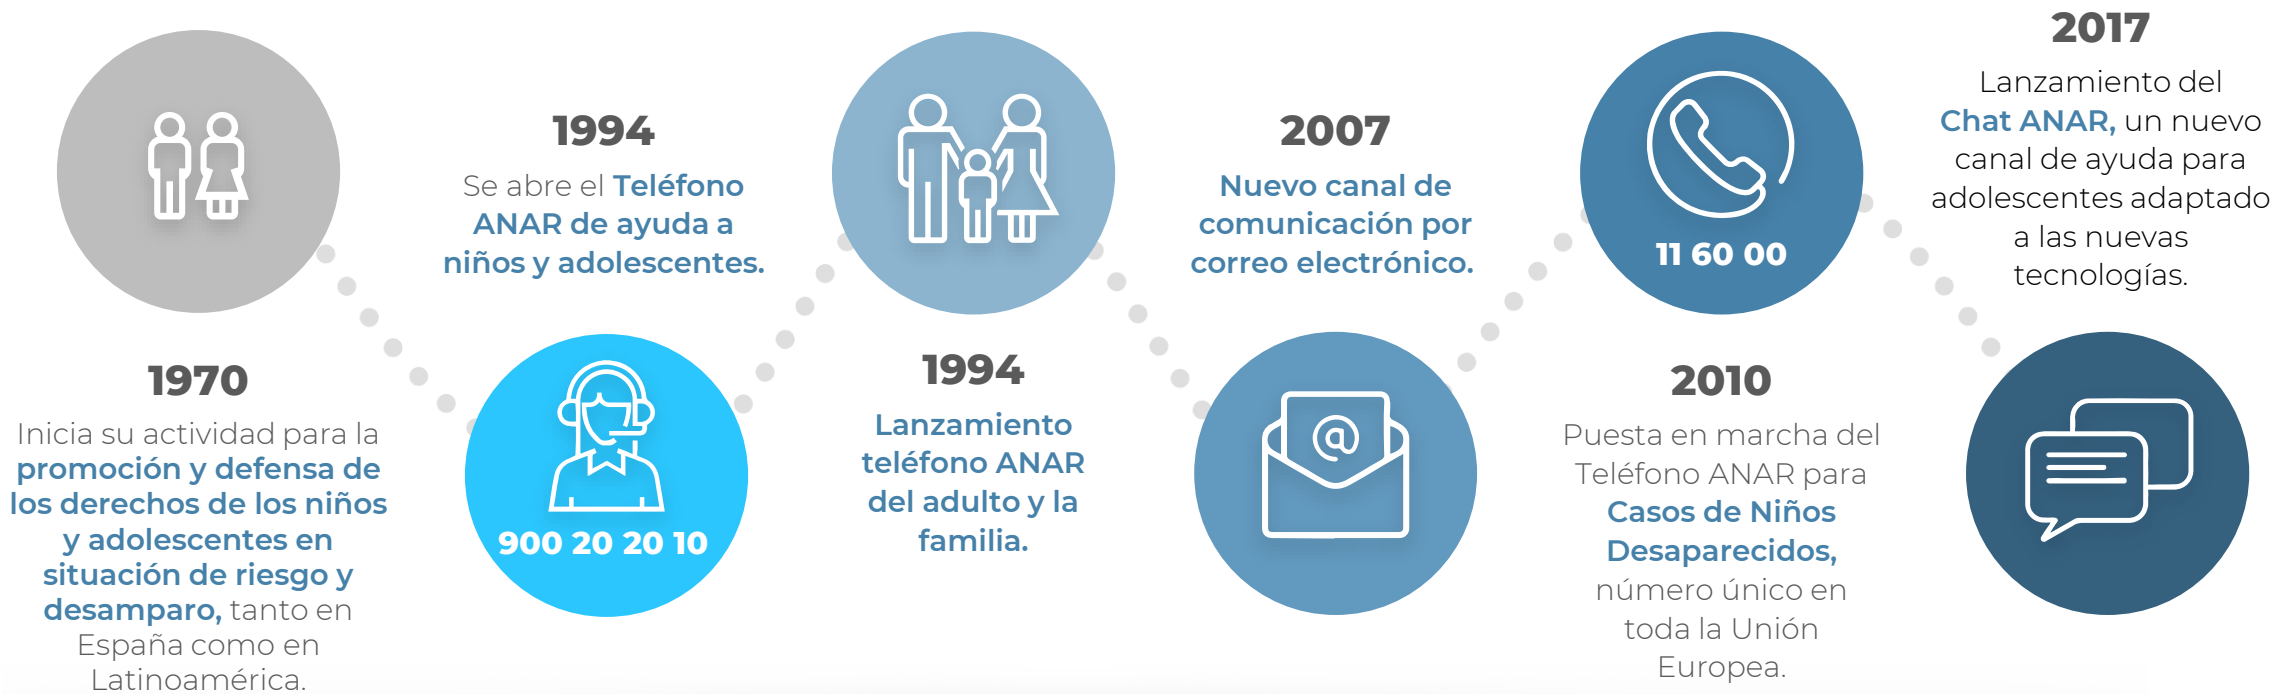 1970
Inicia su actividad para la
promoción y defensa de
los derechos de los niños
y adolescentes en
situación de riesgo y
desamparo, tanto en
España como en
Latinoamérica.
1994
Se abre el Teléfono
ANAR de ayuda a
niños y adolescentes.
900 20 20 10
1994
Lanzamiento
teléfono ANAR
del adulto y la
familia.
2007
Nuevo canal de
comunicación por
correo electrónico.
@
11 60 00
2010
Puesta en marcha del
Teléfono ANAR para
Casos de Niños
Desaparecidos,
número único en
toda la Unión
Europea.
2017
Lanzamiento del
Chat ANAR, un nuevo
canal de ayuda para
adolescentes adaptado
a las nuevas
tecnologías.